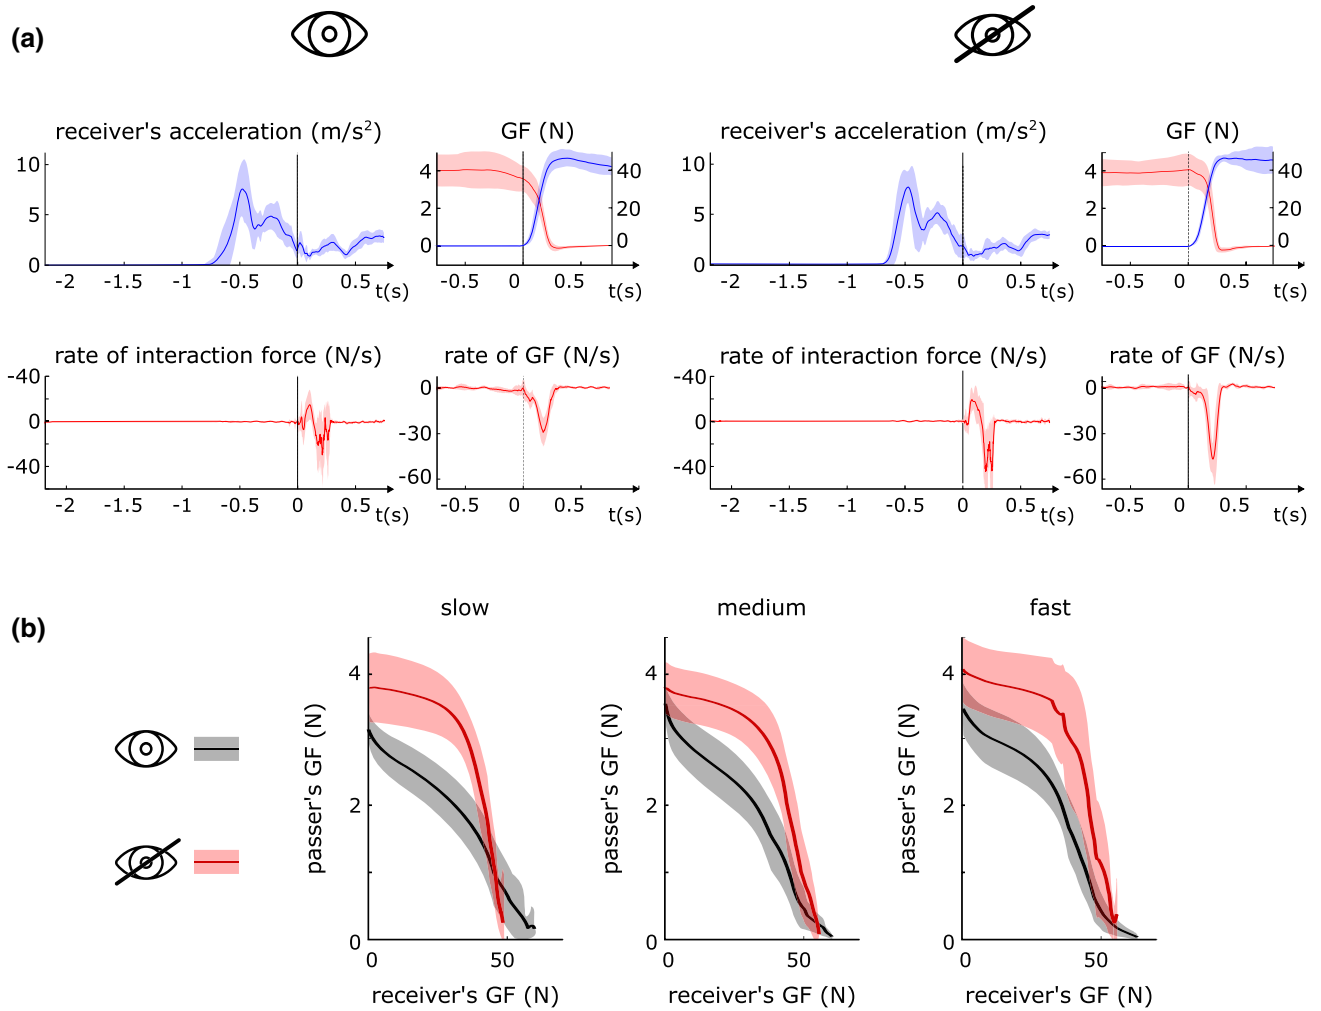 (a)
receiver's acceleration (m/s²)
GF (N)
receiver's acceleration (m/s²)
GF (N)
10
5
0
-2 -1.5 -1 -0.5 0 0.5 t(s)
4
2
0
40
20
0
-0.5 0 0.5 t(s)
10
5
0
-2 -1.5 -1 -0.5 0 0.5 t(s)
4
2
0
40
20
0
-0.5 0 0.5 t(s)
rate of interaction force (N/s)
rate of GF (N/s)
rate of interaction force (N/s)
rate of GF (N/s)
-40
0
-40
-2 -1.5 -1 -0.5 0 0.5 t(s)
0
-30
-60
-0.5 0 0.5 t(s)
-40
0
-40
-2 -1.5 -1 -0.5 0 0.5 t(s)
0
-30
-60
-0.5 0 0.5 t(s)
(b)
slow
medium
fast
passer's GF (N)
4
2
0
0 50
receiver's GF (N)
passer's GF (N)
4
2
0
0 50
receiver's GF (N)
passer's GF (N)
4
2
0
0 50
receiver's GF (N)